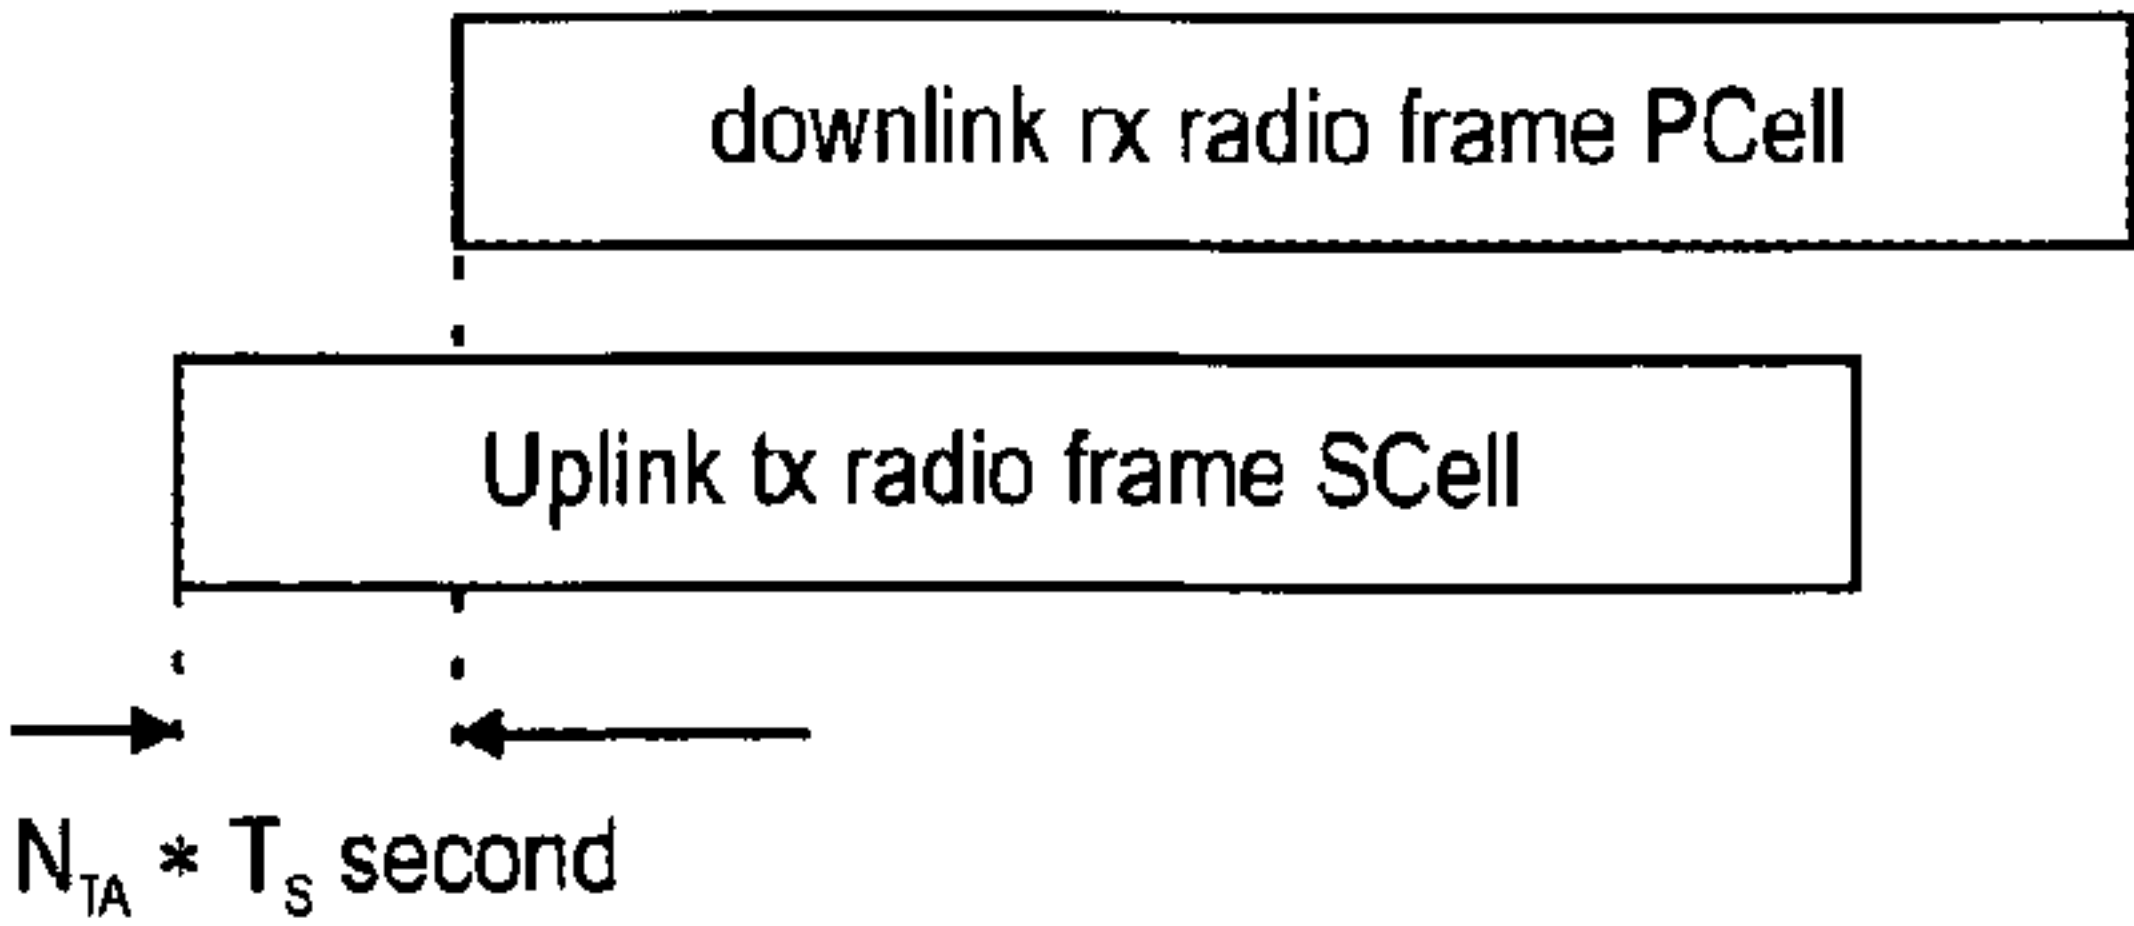 downlink rx radio frame PCell
Uplink tx radio frame SCell
N_TA * T_S second